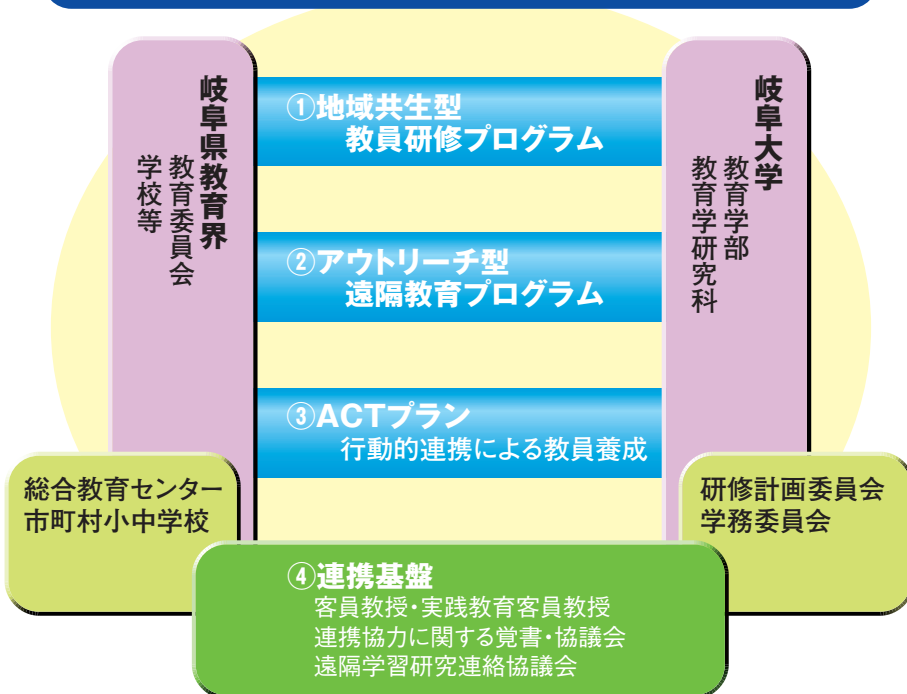 岐阜県教育界
教育委員会
学校等
①地域共生型
教員研修プログラム
②アウトリーチ型
遠隔教育プログラム
③ACTプラン
行動的連携による教員養成
岐阜大学
教育学部
教育学研究科
総合教育センター
市町村小中学校
研修計画委員会
学務委員会
④連携基盤
客員教授・実践教育客員教授
連携協力に関する覚書・協議会
遠隔学習研究連絡協議会